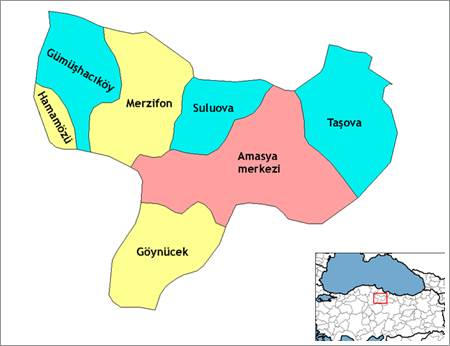 Gümüşhacıköy
Hamamözü
Merzifon
Suluova
Taşova
Amasya
merkezi
Göynücek